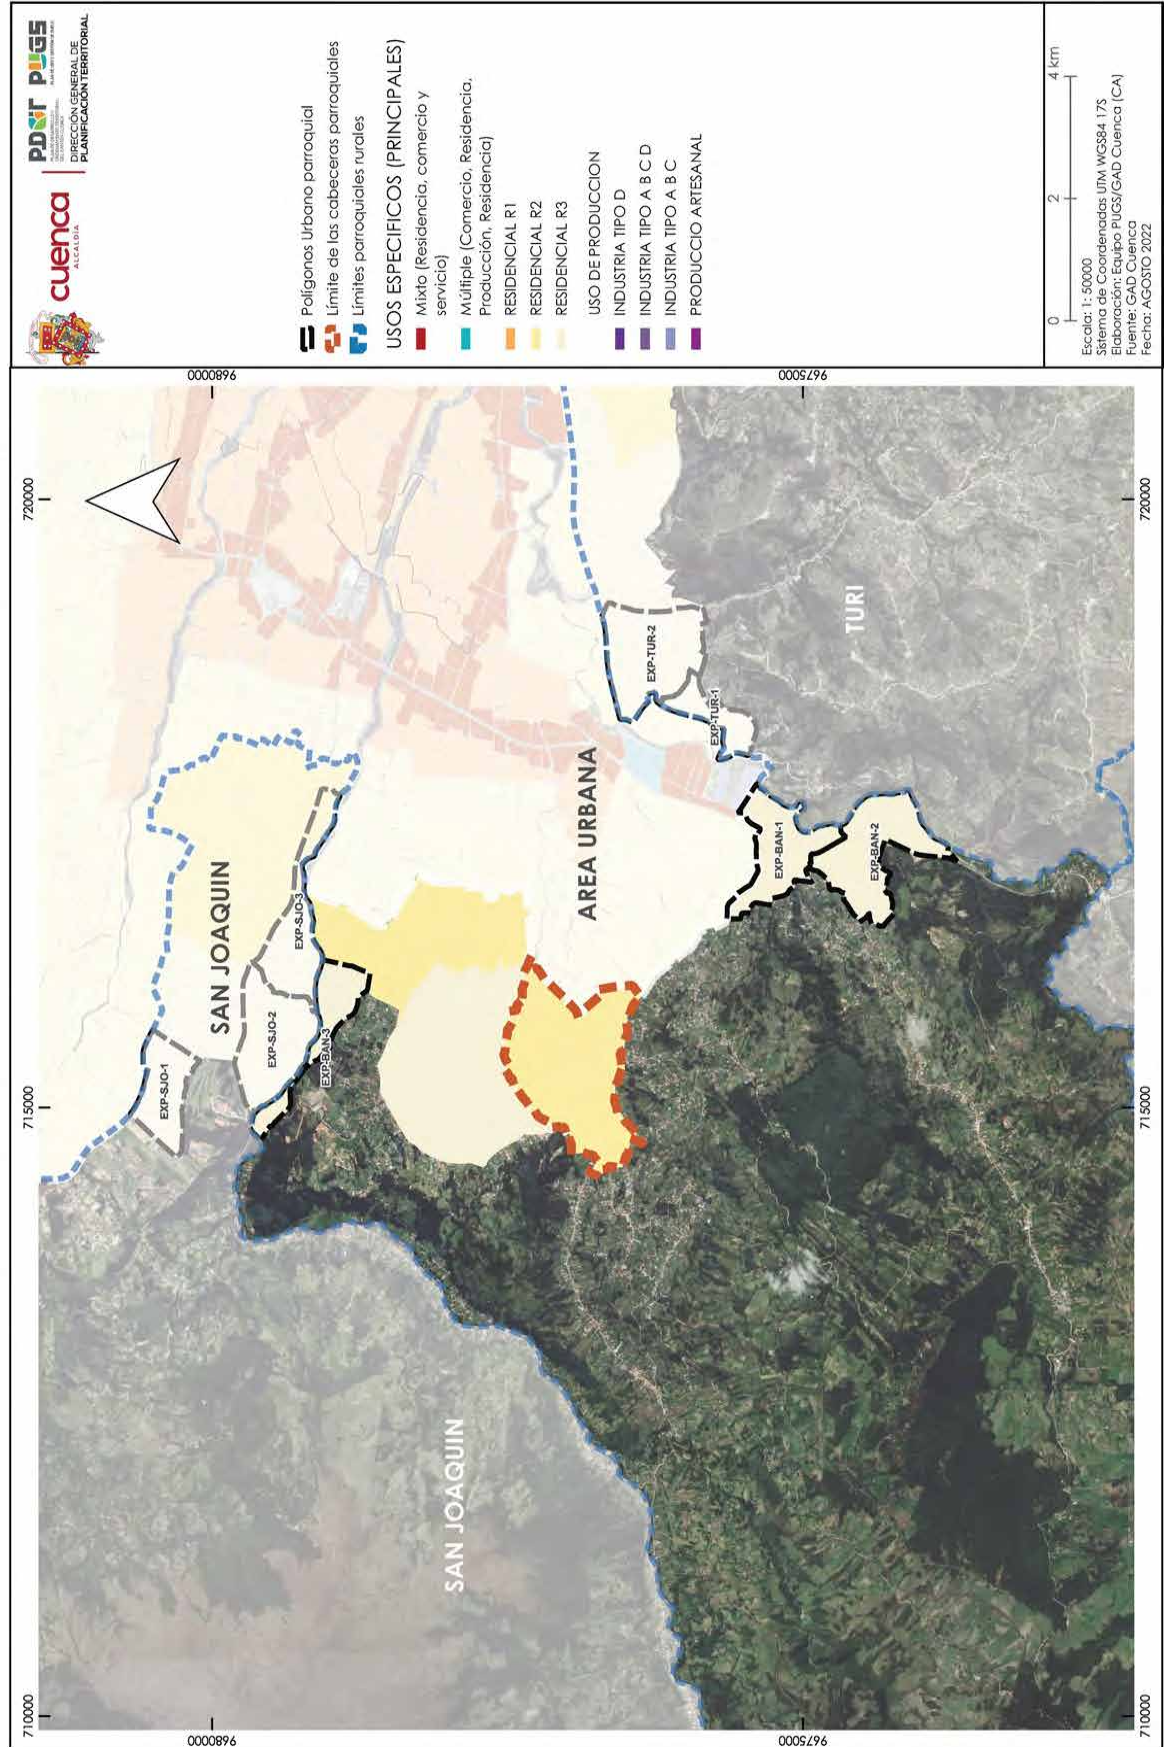 cuenca
ALCALDÍA
PDOT
PUGS
DIRECCIÓN GENERAL DE
PLANIFICACIÓN TERRITORIAL
Polígonos Urbano parroquial
Límite de las cabeceras parroquiales
Límites parroquiales rurales
USOS ESPECIFICOS (PRINCIPALES)
Mixto (Residencia, comercio y
servicio)
Múltiple (Comercio, Residencia,
Producción, Residencia)
RESIDENCIAL R1
RESIDENCIAL R2
RESIDENCIAL R3
USO DE PRODUCCION
INDUSTRIA TIPO D
INDUSTRIA TIPO A B C D
INDUSTRIA TIPO A B C
PRODUCCIO ARTESANAL
0 2 4 km
Escala: 1: 50000
Sistema de Coordenadas UTM WGS84 17S
Elaboración: Equipo PUGS/GAD Cuenca (CA)
Fuente: GAD Cuenca
Fecha: AGOSTO 2022
710000
715000
720000
9680000
9680000
9675000
9675000
710000
715000
720000
SAN JOAQUIN
SAN JOAQUIN
AREA URBANA
TURI
EXP-SJO-1
EXP-SJO-2
EXP-SJO-3
EXP-BAN-3
EXP-TUR-2
EXP-TUR-1
EXP-BAN-1
EXP-BAN-2